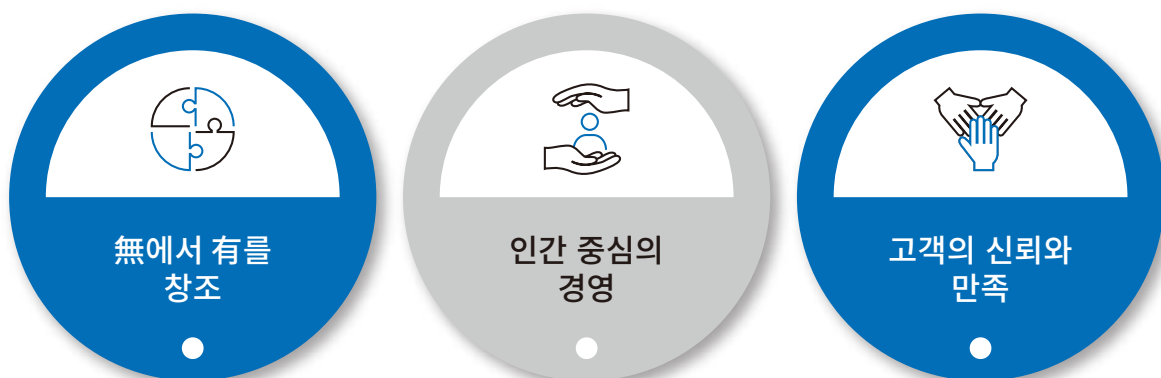 無에서 有를
창조
인간 중심의
경영
고객의 신뢰와
만족